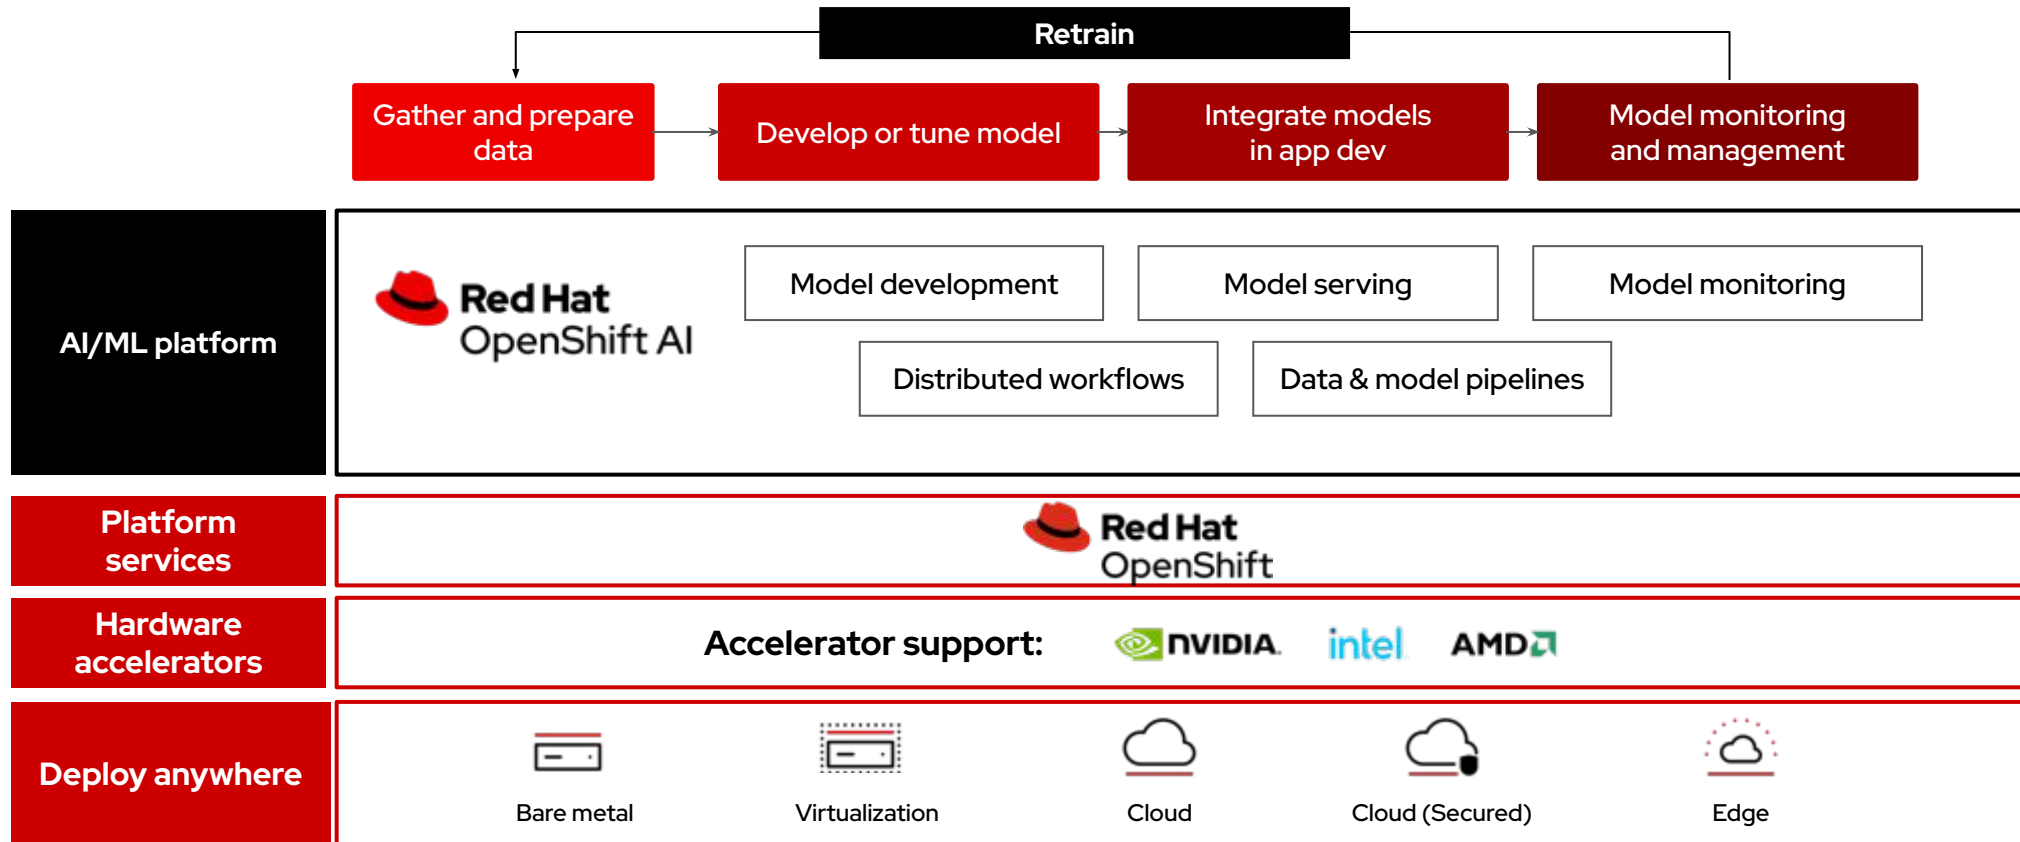 Retrain
Gather and prepare
data
Develop or tune model
Integrate models
in app dev
Model monitoring
and management
AI/ML platform
Red Hat
OpenShift AI
Model development
Model serving
Model monitoring
Distributed workflows
Data & model pipelines
Platform
services
Red Hat
OpenShift
Hardware
accelerators
Accelerator support:
NVIDIA.
intel
AMD
Deploy anywhere
Bare metal
Virtualization
Cloud
Cloud (Secured)
Edge